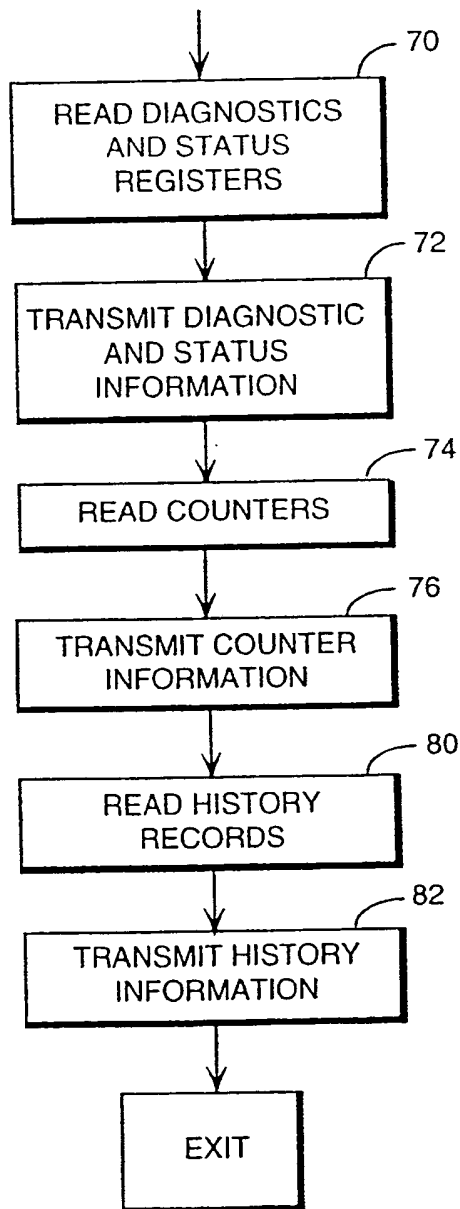 70
READ DIAGNOSTICS
AND STATUS
REGISTERS
72
TRANSMIT DIAGNOSTIC
AND STATUS
INFORMATION
74
READ COUNTERS
76
TRANSMIT COUNTER
INFORMATION
80
READ HISTORY
RECORDS
82
TRANSMIT HISTORY
INFORMATION
EXIT